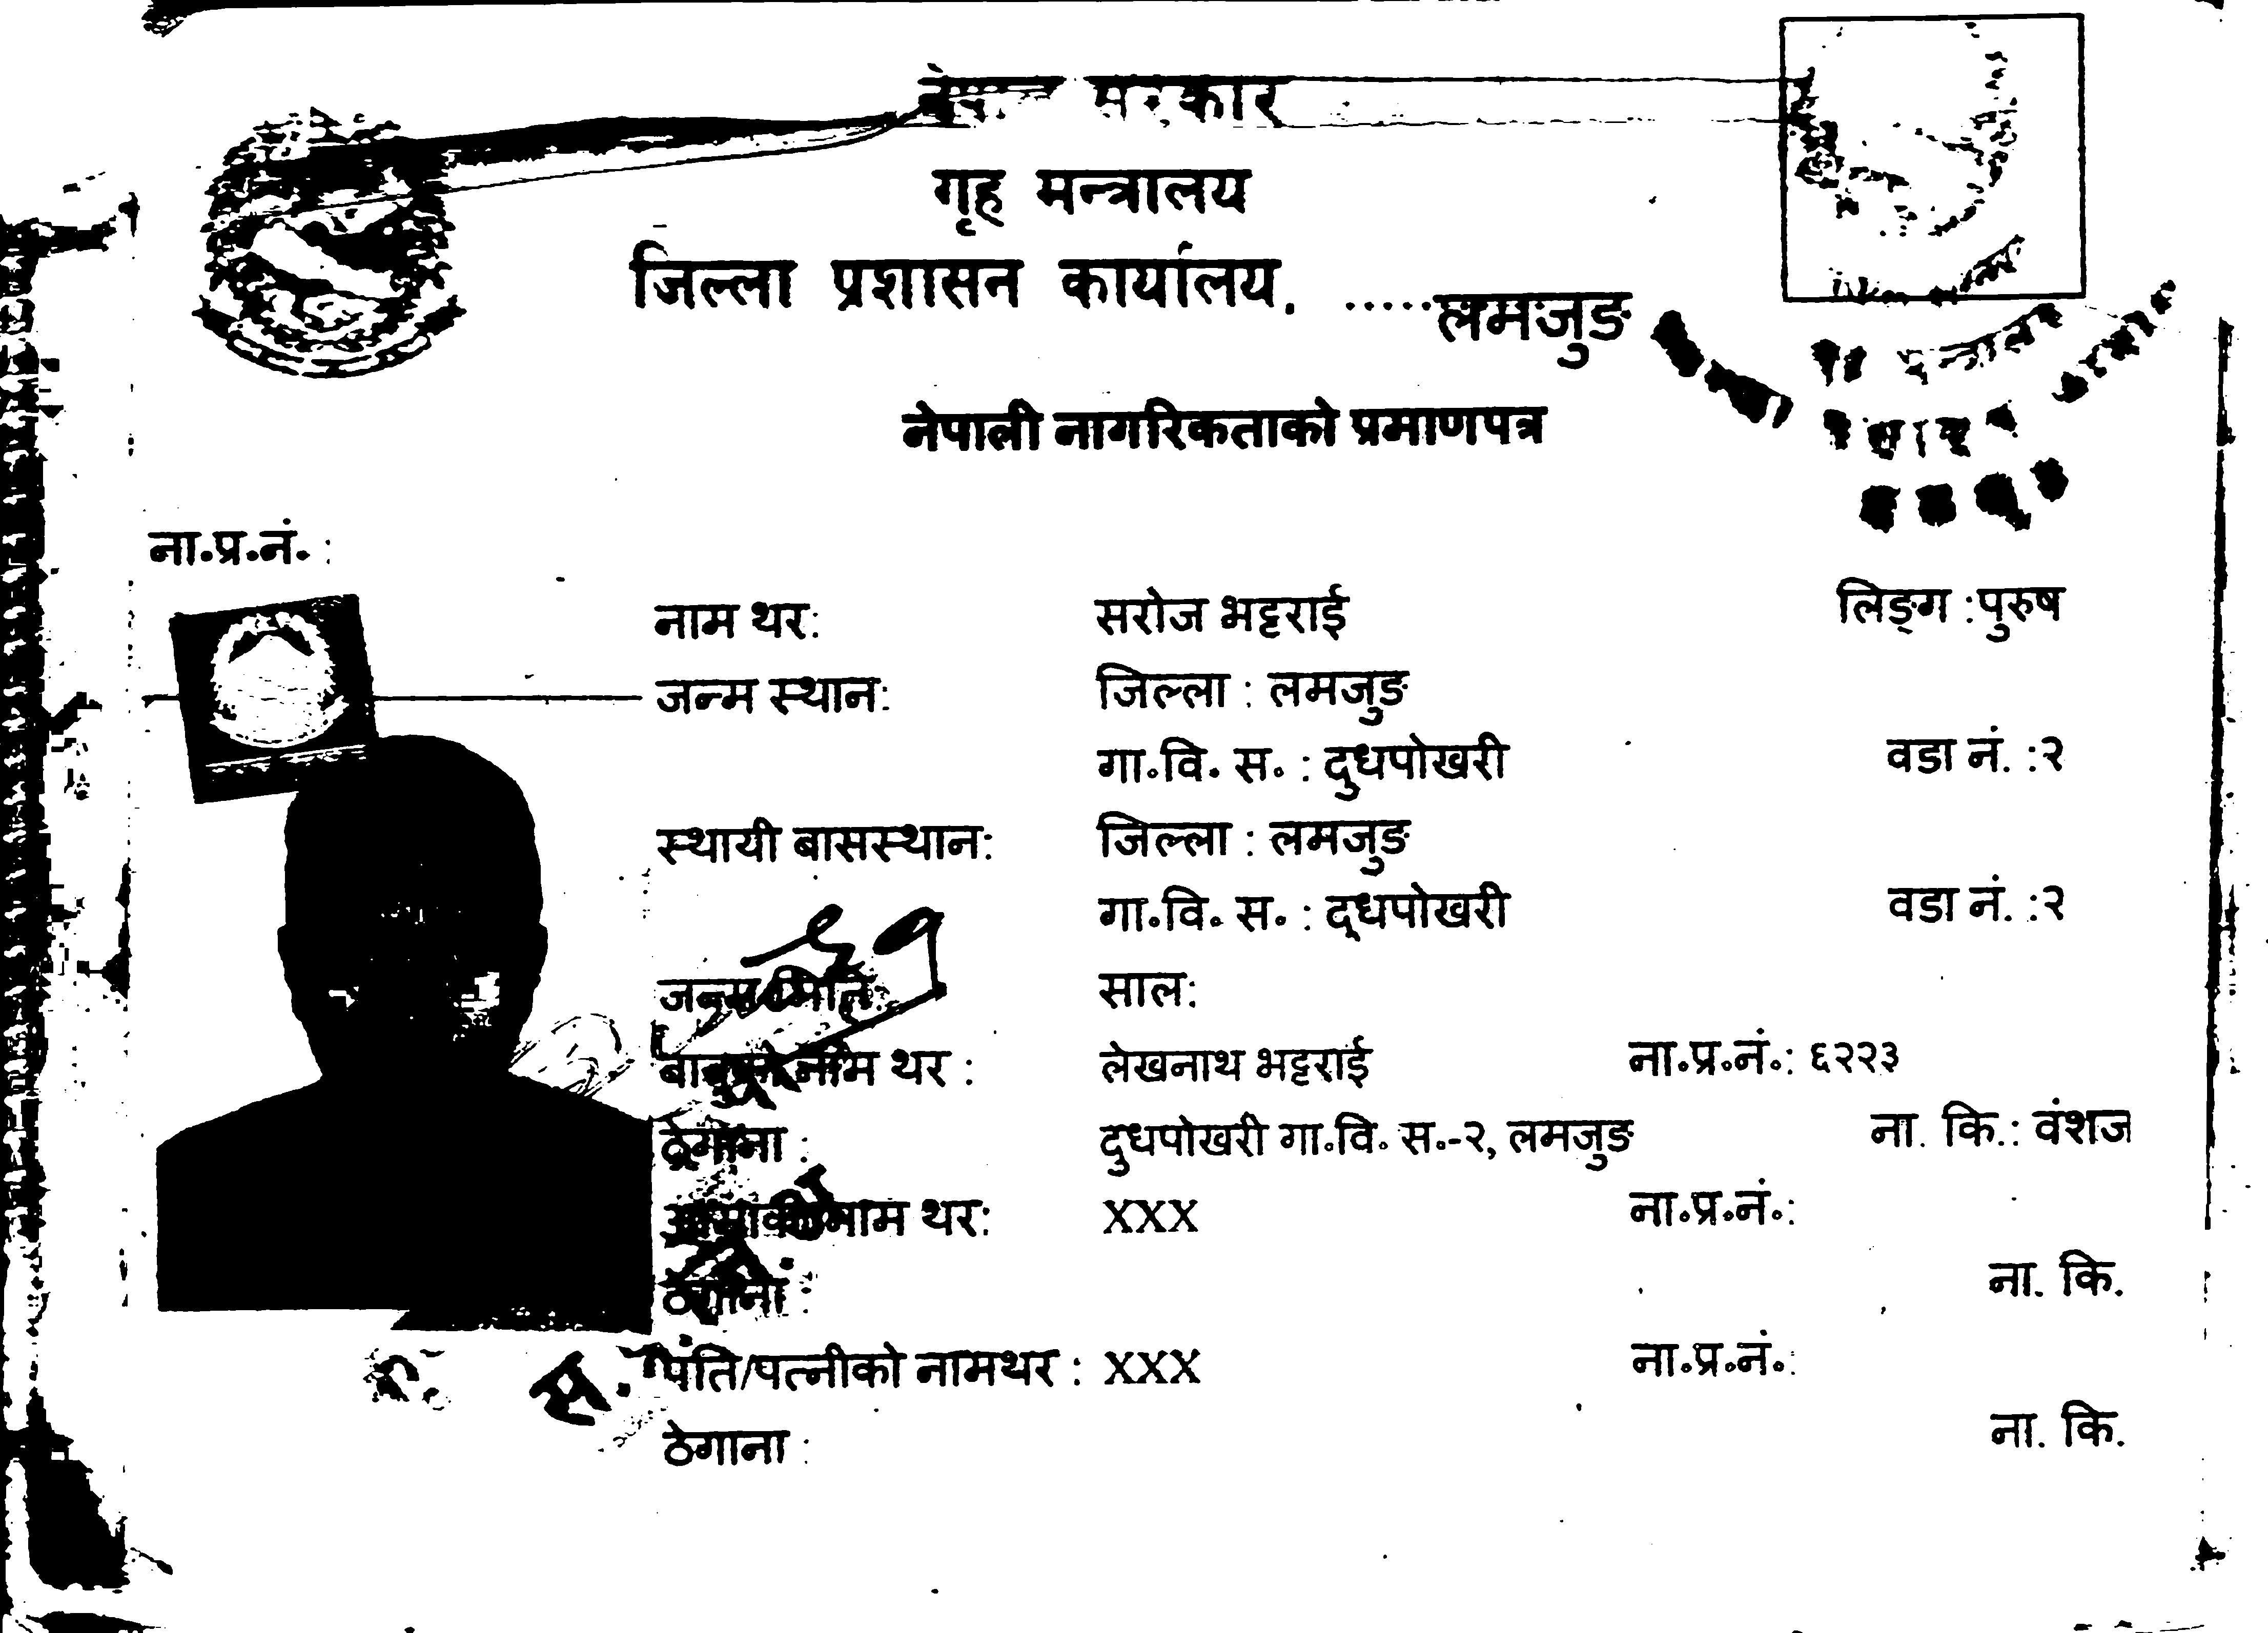 सरकार
गृह मन्त्रालय
जिल्ला प्रशासन कार्यालय, .....लमजुङ
नेपाली नागरिकताको प्रमाणपत्र
ना.प्र.नं. :
नाम थर: सरोज भट्टराई लिङ्ग :पुरुष
जन्म स्थान: जिल्ला : लमजुङ
गा.वि. स. : दुधपोखरी वडा नं. :२
स्थायी बासस्थान: जिल्ला : लमजुङ
गा.वि. स. : दुधपोखरी वडा नं. :२
जन्म मिति: साल:
बाबुको नाम थर : लेखनाथ भट्टराई ना.प्र.नं.: ६२२३
ठेगाना : दुधपोखरी गा.वि. स.-२, लमजुङ ना. कि.: वंशज
आमाको नाम थर: XXX ना.प्र.नं.:
ठेगाना : ना. कि.
पति/पत्नीको नामथर : XXX ना.प्र.नं.:
ठेगाना : ना. कि.